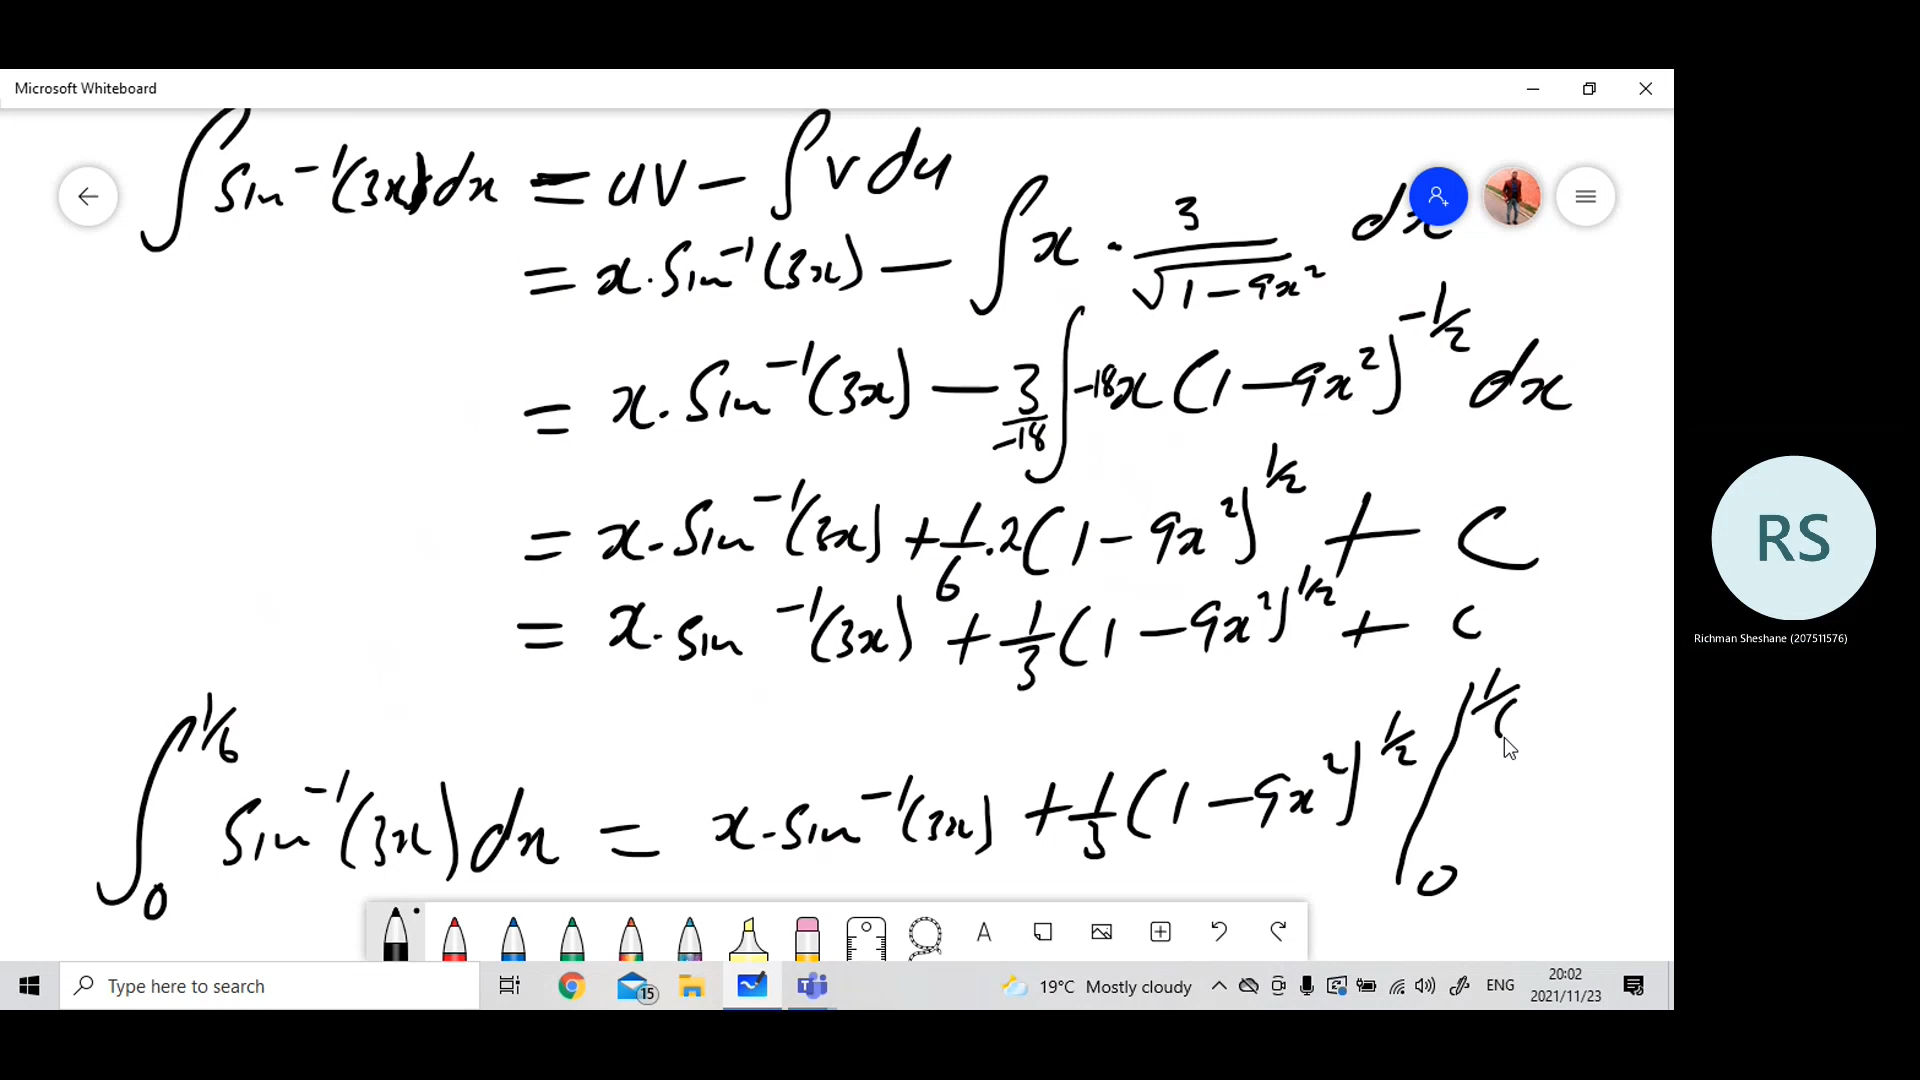 Microsoft Whiteboard
∫ sin⁻¹(3x) dx = uv − ∫ v du
= x · sin⁻¹(3x) − ∫ x · 3/√(1−9x²) dx
= x · sin⁻¹(3x) − 3/−18 ∫ −18x (1−9x²)^−1/2 dx
= x · sin⁻¹(3x) + 1/6 · 2(1−9x²)^1/2 + C
= x · sin⁻¹(3x) + 1/3 (1−9x²)^1/2 + C
∫₀^1/6 sin⁻¹(3x) dx = x · sin⁻¹(3x) + 1/3 (1−9x²)^1/2 /₀
RS
Richman Sheshane (207511576)
A
Type here to search
15
19°C Mostly cloudy
ENG
20:02
2021/11/23